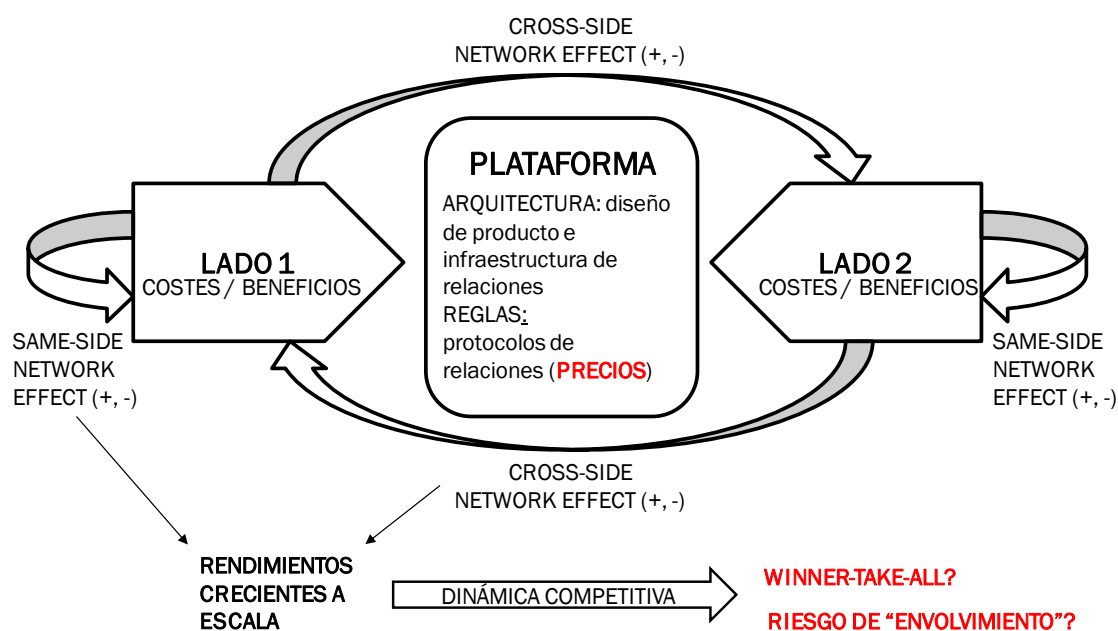 CROSS-SIDE
NETWORK EFFECT (+, -)
PLATAFORMA
ARQUITECTURA: diseño
de producto e
infraestructura de
relaciones
REGLAS:
protocolos de
relaciones (PRECIOS)
LADO 1
COSTES / BENEFICIOS
LADO 2
COSTES / BENEFICIOS
SAME-SIDE
NETWORK
EFFECT (+, -)
SAME-SIDE
NETWORK
EFFECT (+, -)
CROSS-SIDE
NETWORK EFFECT (+, -)
RENDIMIENTOS
CRECIENTES A
ESCALA
DINÁMICA COMPETITIVA
WINNER-TAKE-ALL?
RIESGO DE “ENVOLVIMIENTO”?